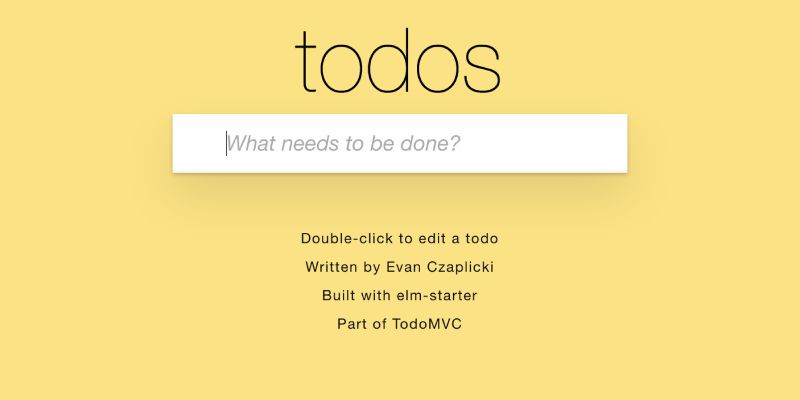 todos
What needs to be done?
Double-click to edit a todo
Written by Evan Czaplicki
Built with elm-starter
Part of TodoMVC